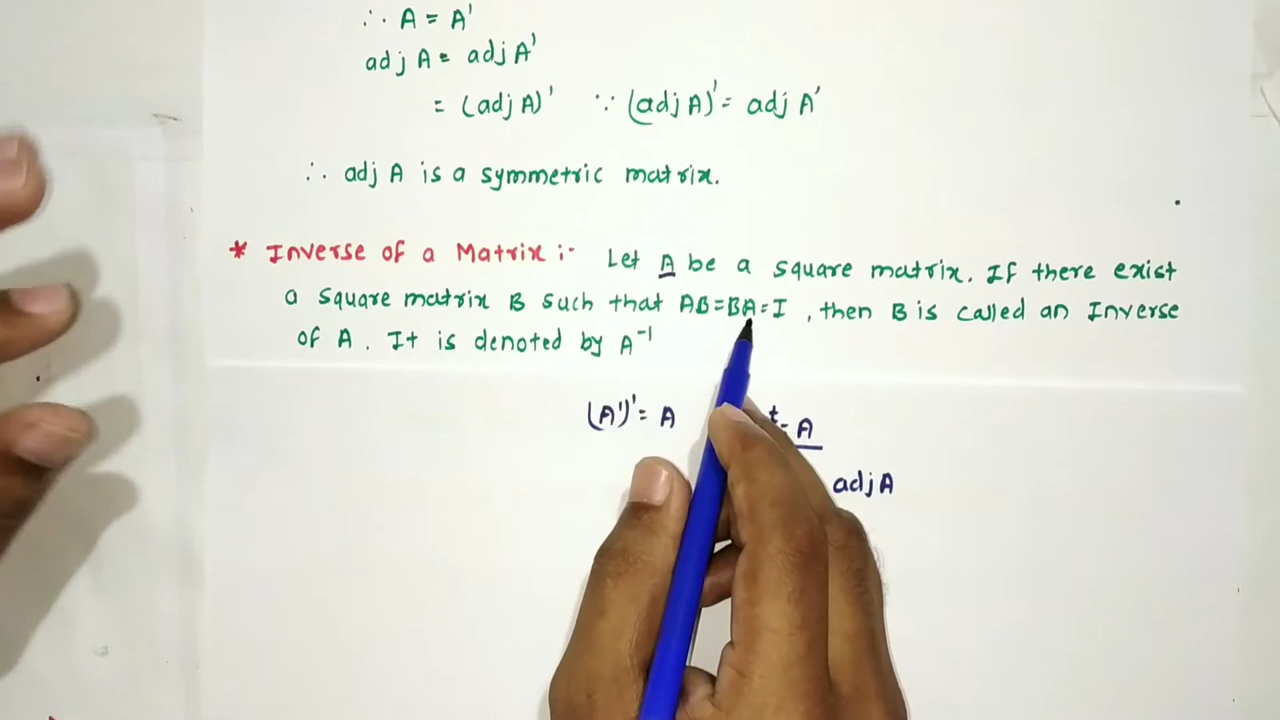 ∴ A = A'
adj A = adj A'
= (adj A)' ∵ (adj A)' = adj A'
∴ adj A is a symmetric matrix.
* Inverse of a Matrix :- Let A be a square matrix. If there exist
a square matrix B such that AB=BA=I , then B is called an Inverse
of A. It is denoted by A⁻¹
(A')' = A t = A
adj A